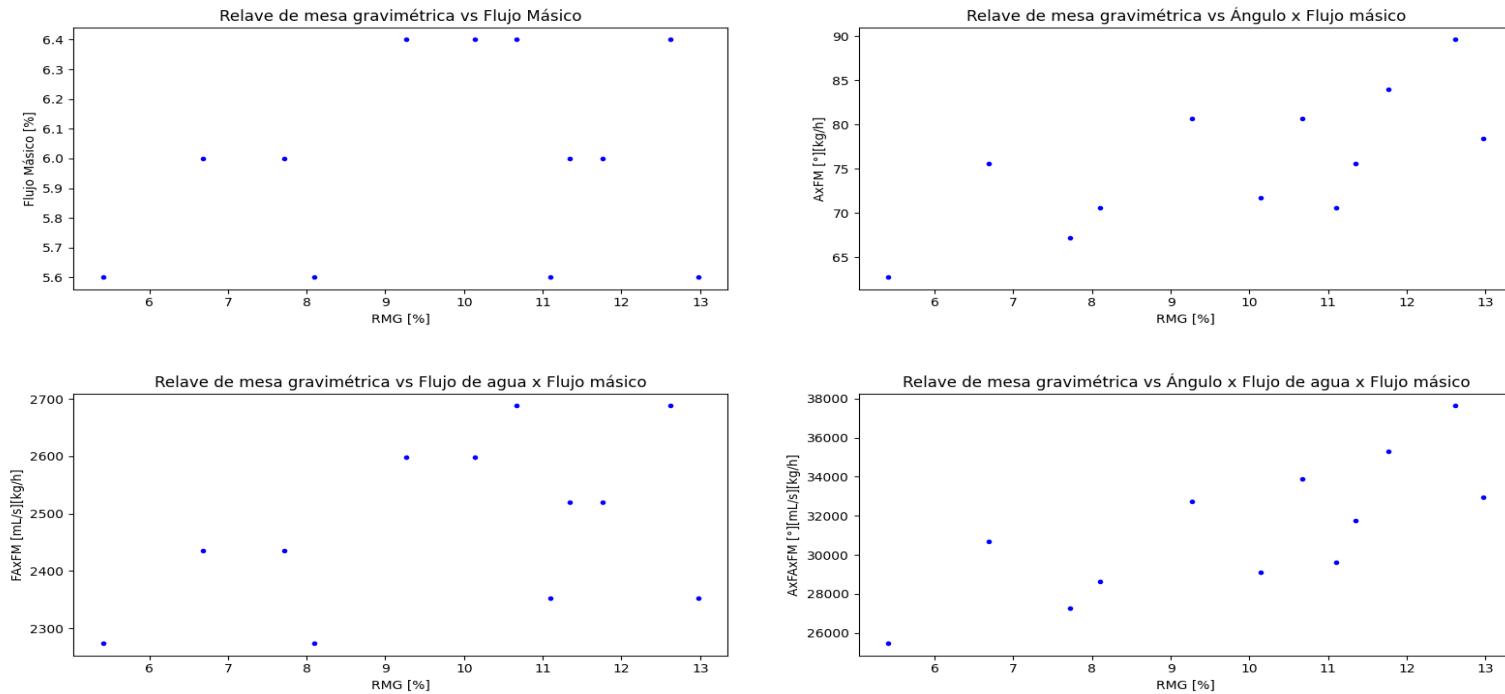 Relave de mesa gravimétrica vs Flujo Másico
6.4
6.3
6.2
6.1
6.0
5.9
5.8
5.7
5.6
Flujo Másico [%]
6 7 8 9 10 11 12 13
RMG [%]
Relave de mesa gravimétrica vs Ángulo x Flujo másico
90
85
80
75
70
65
AxFM [°][kg/h]
6 7 8 9 10 11 12 13
RMG [%]
Relave de mesa gravimétrica vs Flujo de agua x Flujo másico
2700
2600
2500
2400
2300
FAxFM [mL/s][kg/h]
6 7 8 9 10 11 12 13
RMG [%]
Relave de mesa gravimétrica vs Ángulo x Flujo de agua x Flujo másico
38000
36000
34000
32000
30000
28000
26000
AxFAxFM [°][mL/s][kg/h]
6 7 8 9 10 11 12 13
RMG [%]